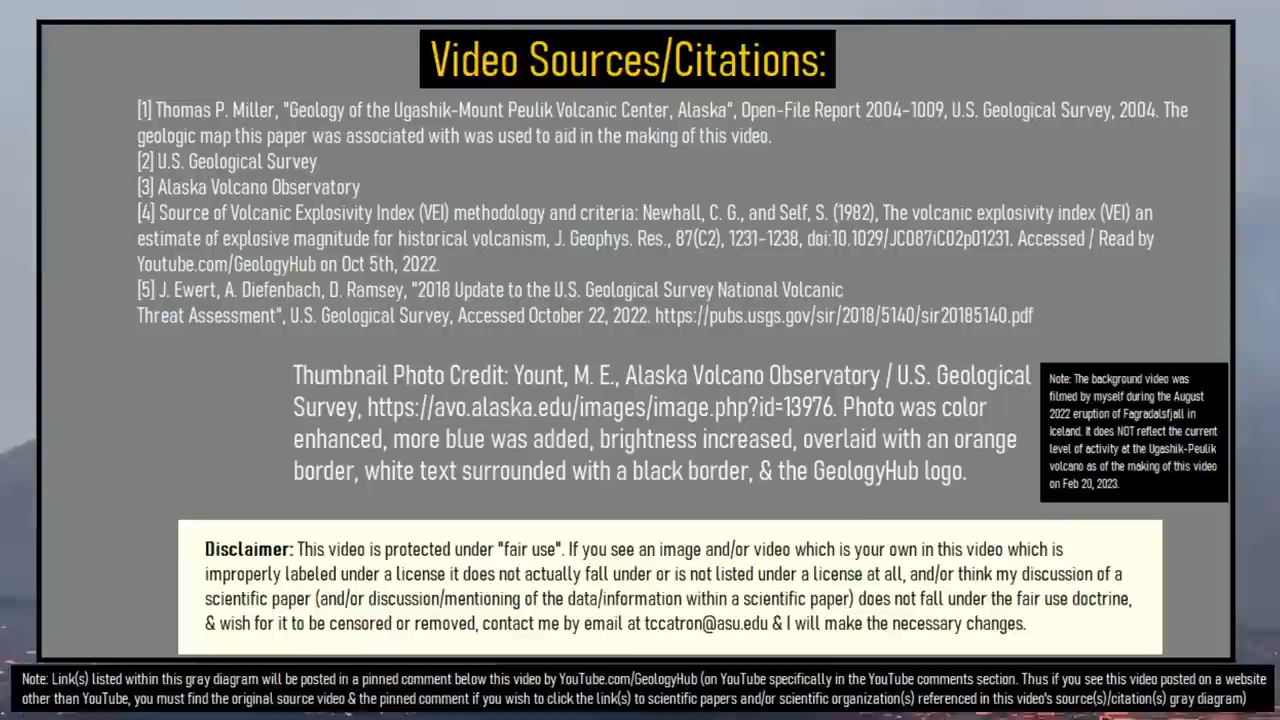 Video Sources/Citations:
[1] Thomas P. Miller, "Geology of the Ugashik-Mount Peulik Volcanic Center, Alaska", Open-File Report 2004-1009, U.S. Geological Survey, 2004. The
geologic map this paper was associated with was used to aid in the making of this video.
[2] U.S. Geological Survey
[3] Alaska Volcano Observatory
[4] Source of Volcanic Explosivity Index (VEI) methodology and criteria: Newhall, C. G., and Self, S. (1982), The volcanic explosivity index (VEI) an
estimate of explosive magnitude for historical volcanism, J. Geophys. Res., 87(C2), 1231-1238, doi:10.1029/JC087iC02p01231. Accessed / Read by
Youtube.com/GeologyHub on Oct 5th, 2022.
[5] J. Ewert, A. Diefenbach, D. Ramsey, "2018 Update to the U.S. Geological Survey National Volcanic
Threat Assessment", U.S. Geological Survey, Accessed October 22, 2022. https://pubs.usgs.gov/sir/2018/5140/sir20185140.pdf
Thumbnail Photo Credit: Yount, M. E., Alaska Volcano Observatory / U.S. Geological
Survey, https://avo.alaska.edu/images/image.php?id=13976. Photo was color
enhanced, more blue was added, brightness increased, overlaid with an orange
border, white text surrounded with a black border, & the GeologyHub logo.
Note: The background video was
filmed by myself during the August
2022 eruption of Fagradalsfjall in
Iceland. It does NOT reflect the current
level of activity at the Ugashik-Peulik
volcano as of the making of this video
on Feb 20, 2023.
Disclaimer: This video is protected under "fair use". If you see an image and/or video which is your own in this video which is
improperly labeled under a license it does not actually fall under or is not listed under a license at all, and/or think my discussion of a
scientific paper (and/or discussion/mentioning of the data/information within a scientific paper) does not fall under the fair use doctrine,
& wish for it to be censored or removed, contact me by email at tccatron@asu.edu & I will make the necessary changes.
Note: Link(s) listed within this gray diagram will be posted in a pinned comment below this video by YouTube.com/GeologyHub (on YouTube specifically in the YouTube comments section. Thus if you see this video posted on a website
other than YouTube, you must find the original source video & the pinned comment if you wish to click the link(s) to scientific papers and/or scientific organization(s) referenced in this video's source(s)/citation(s) gray diagram)